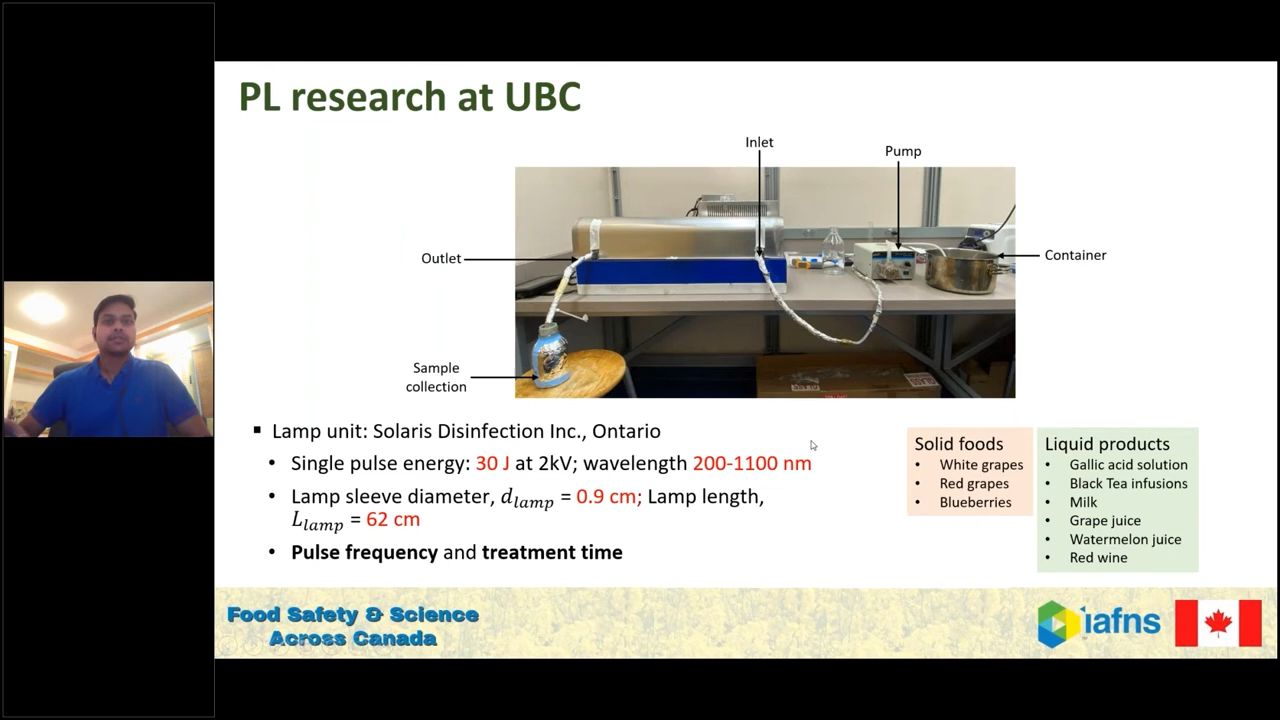 PL research at UBC
Inlet
Pump
Outlet
Container
Sample
collection
▪ Lamp unit: Solaris Disinfection Inc., Ontario
• Single pulse energy: 30 J at 2kV; wavelength 200-1100 nm
• Lamp sleeve diameter, d_lamp = 0.9 cm; Lamp length,
L_lamp = 62 cm
• Pulse frequency and treatment time
Solid foods
• White grapes
• Red grapes
• Blueberries
Liquid products
• Gallic acid solution
• Black Tea infusions
• Milk
• Grape juice
• Watermelon juice
• Red wine
Food Safety & Science
Across Canada
iafns